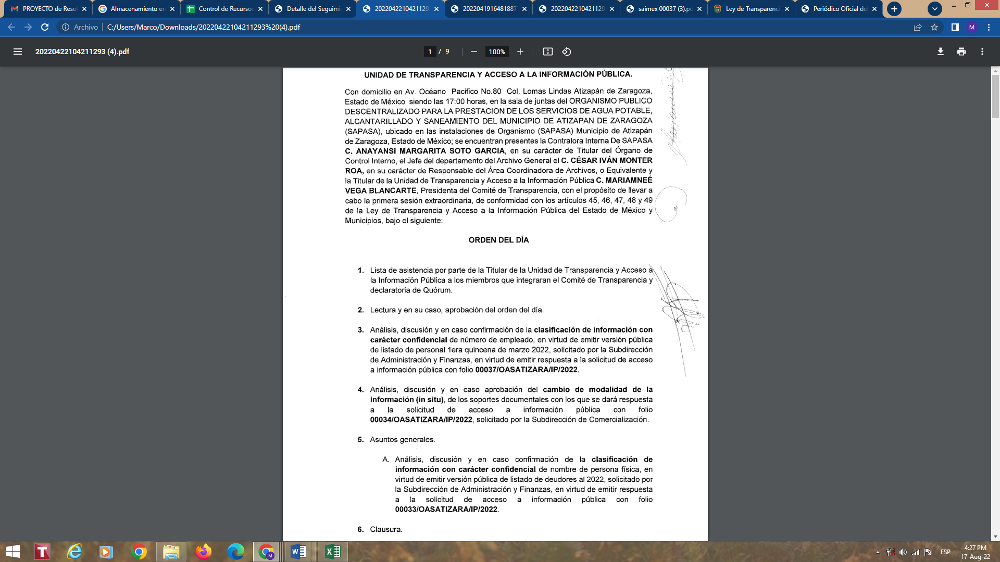 PROYECTO de Resol
Almacenamiento en
Control de Recursos
Detalle del Seguimie
2022042210421129
2022041916481887
2022042210421129
saimex 00037 (3).pd
Ley de Transparenci
Periódico Oficial de
Archivo
C:/Users/Marco/Downloads/20220422104211293%20(4).pdf
M
20220422104211293 (4).pdf
1 / 9
100%
UNIDAD DE TRANSPARENCIA Y ACCESO A LA INFORMACIÓN PÚBLICA.
Con domicilio en Av. Océano Pacifico No.80 Col. Lomas Lindas Atizapán de Zaragoza,
Estado de México siendo las 17:00 horas, en la sala de juntas del ORGANISMO PUBLICO
DESCENTRALIZADO PARA LA PRESTACION DE LOS SERVICIOS DE AGUA POTABLE,
ALCANTARILLADO Y SANEAMIENTO DEL MUNICIPIO DE ATIZAPAN DE ZARAGOZA
(SAPASA), ubicado en las instalaciones de Organismo (SAPASA) Municipio de Atizapán
de Zaragoza, Estado de México; se encuentran presentes la Contralora Interna De SAPASA
C. ANAYANSI MARGARITA SOTO GARCIA, en su carácter de Titular del Órgano de
Control Interno, el Jefe del departamento del Archivo General el C. CÉSAR IVÁN MONTER
ROA, en su carácter de Responsable del Área Coordinadora de Archivos, o Equivalente y
la Titular de la Unidad de Transparencia y Acceso a la Información Pública C. MARIAMNEÉ
VEGA BLANCARTE, Presidenta del Comité de Transparencia, con el propósito de llevar a
cabo la primera sesión extraordinaria, de conformidad con los artículos 45, 46, 47, 48 y 49
de la Ley de Transparencia y Acceso a la Información Pública del Estado de México y
Municipios, bajo el siguiente:
ORDEN DEL DÍA
1. Lista de asistencia por parte de la Titular de la Unidad de Transparencia y Acceso a
la Información Pública a los miembros que integraran el Comité de Transparencia y
declaratoria de Quórum.
2. Lectura y en su caso, aprobación del orden del día.
3. Análisis, discusión y en caso confirmación de la clasificación de información con
carácter confidencial de número de empleado, en virtud de emitir versión pública
de listado de personal 1era quincena de marzo 2022, solicitado por la Subdirección
de Administración y Finanzas, en virtud de emitir respuesta a la solicitud de acceso
a información pública con folio 00037/OASATIZARA/IP/2022.
4. Análisis, discusión y en caso aprobación del cambio de modalidad de la
información (in situ), de los soportes documentales con los que se dará respuesta
a la solicitud de acceso a información pública con folio
00034/OASATIZARA/IP/2022, solicitado por la Subdirección de Comercialización.
5. Asuntos generales.
A. Análisis, discusión y en caso confirmación de la clasificación de
información con carácter confidencial de nombre de persona física, en
virtud de emitir versión pública de listado de deudores al 2022, solicitado por
la Subdirección de Administración y Finanzas, en virtud de emitir respuesta
a la solicitud de acceso a información pública con folio
00033/OASATIZARA/IP/2022.
6. Clausura.
ESP
4:27 PM
17-Aug-22